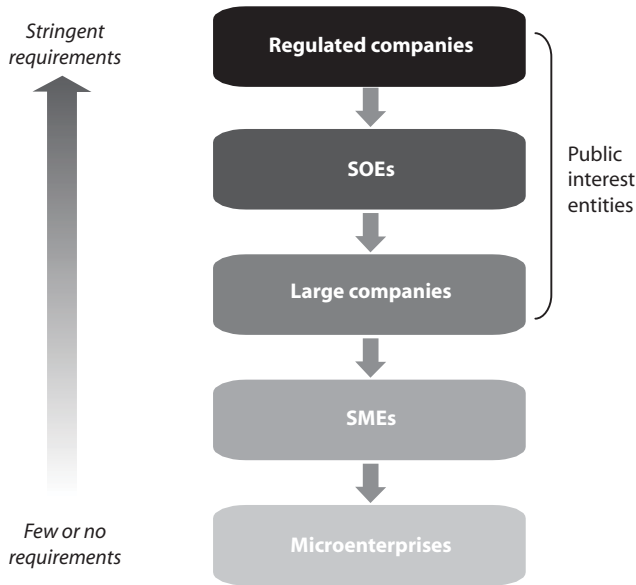 Stringent
requirements
Regulated companies
SOEs
Public
interest
entities
Large companies
SMEs
Few or no
requirements
Microenterprises